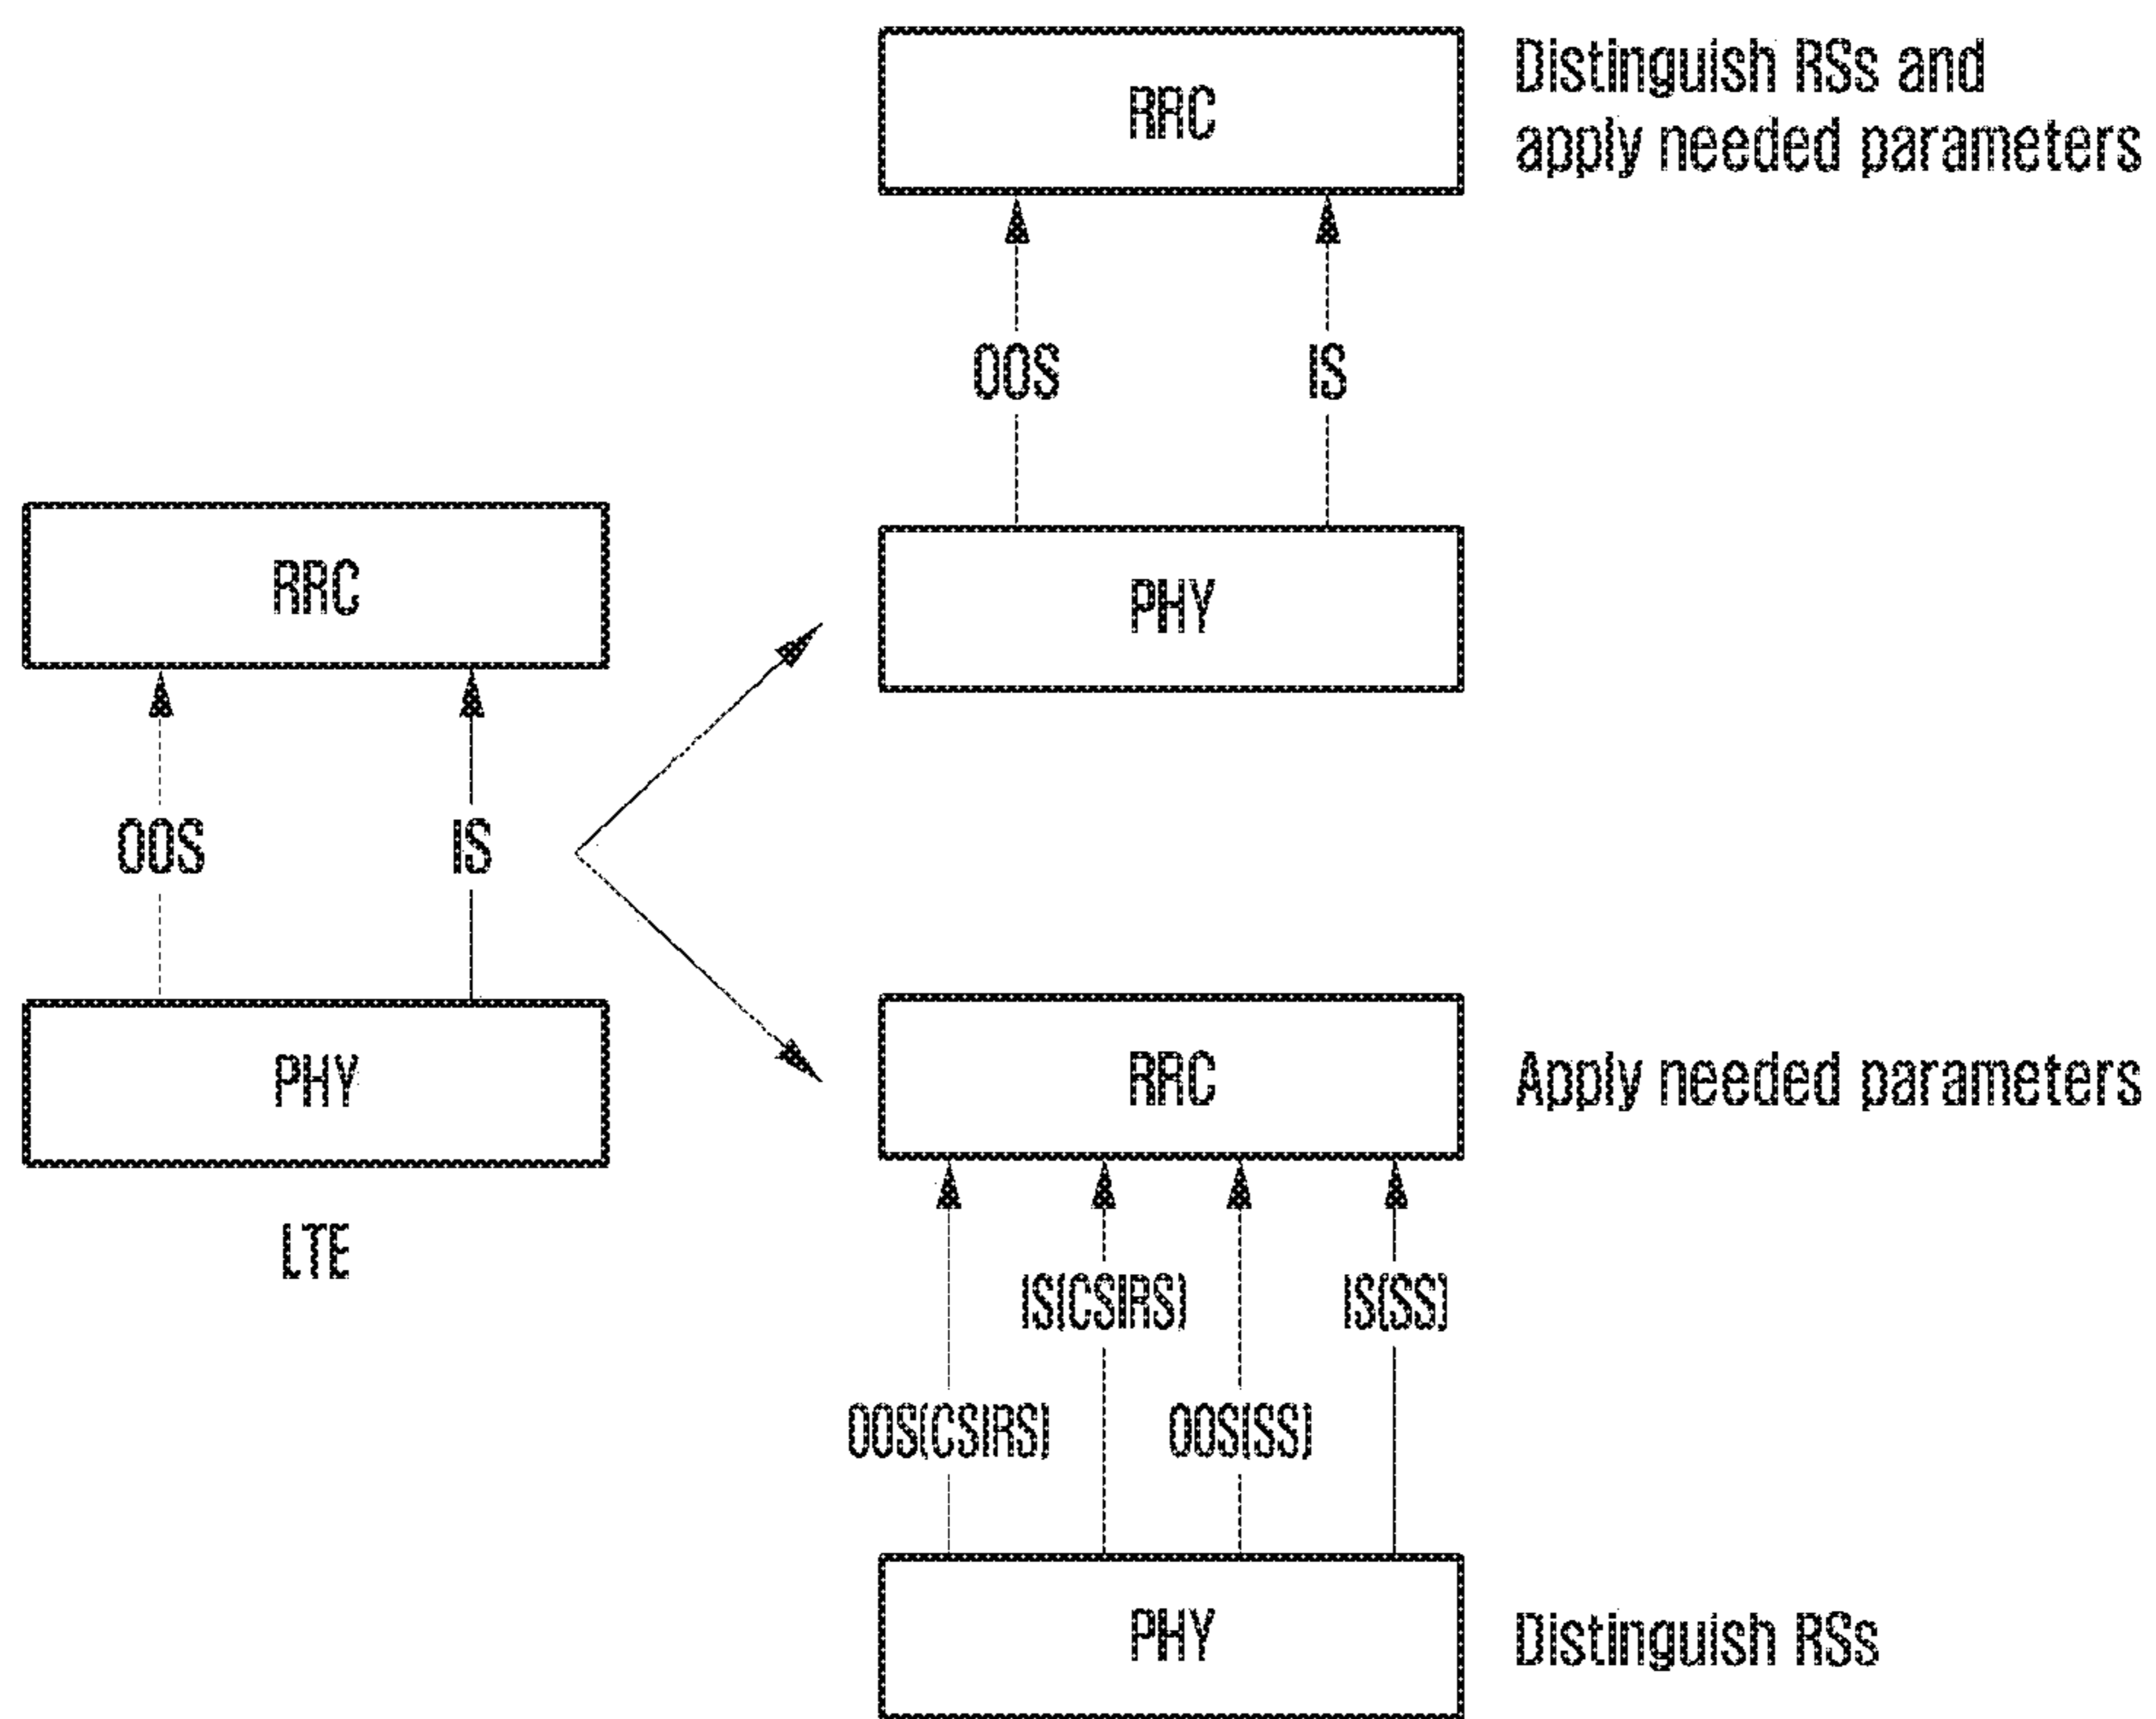 RRC
Distinguish RSs and
apply needed parameters
OOS
IS
PHY
RRC
OOS
IS
PHY
LTE
RRC
Apply needed parameters
IS(CSIRS)
IS(SS)
OOS(CSIRS)
OOS(SS)
PHY
Distinguish RSs